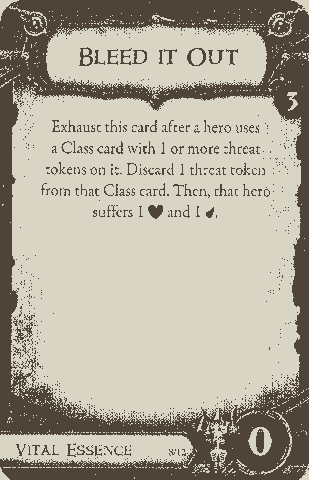 BLEED IT OUT
3
Exhaust this card after a hero uses
a Class card with 1 or more threat
tokens on it. Discard 1 threat token
from that Class card. Then, that hero
suffers 1 and 1 .
VITAL ESSENCE 8/12
0